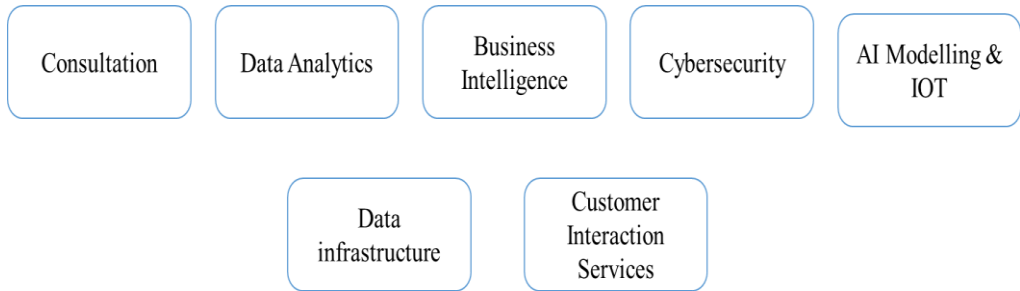 Consultation
Data Analytics
Business
Intelligence
Cybersecurity
AI Modelling &
IOT
Data
infrastructure
Customer
Interaction
Services